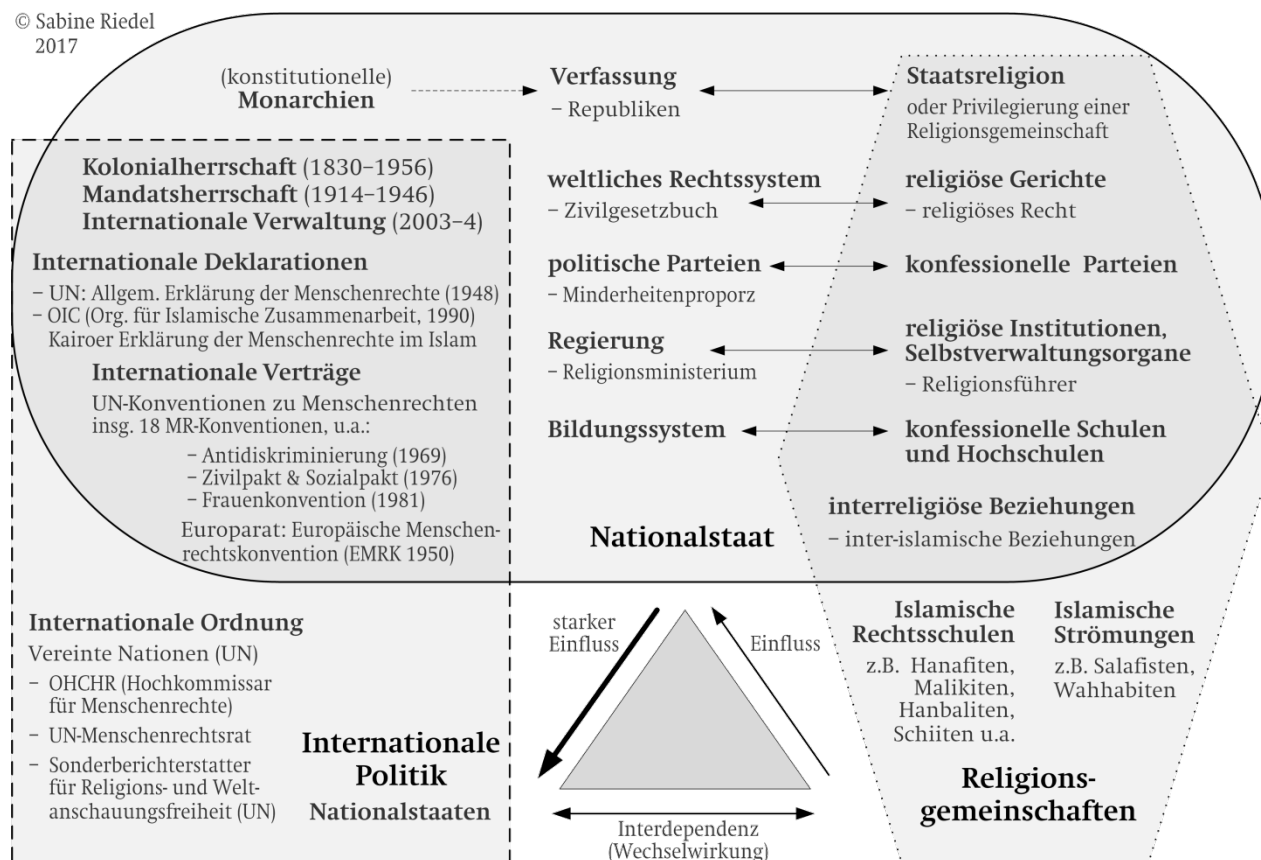 © Sabine Riedel
2017
(konstitutionelle)
Monarchien
Verfassung
– Republiken
Staatsreligion
oder Privilegierung einer
Religionsgemeinschaft
Kolonialherrschaft (1830–1956)
Mandatsherrschaft (1914–1946)
Internationale Verwaltung (2003–4)
weltliches Rechtssystem
– Zivilgesetzbuch
religiöse Gerichte
– religiöses Recht
Internationale Deklarationen
– UN: Allgem. Erklärung der Menschenrechte (1948)
– OIC (Org. für Islamische Zusammenarbeit, 1990)
Kairoer Erklärung der Menschenrechte im Islam
politische Parteien
– Minderheitenproporz
konfessionelle Parteien
Regierung
– Religionsministerium
religiöse Institutionen,
Selbstverwaltungsorgane
– Religionsführer
Internationale Verträge
UN-Konventionen zu Menschenrechten
insg. 18 MR-Konventionen, u.a.:
– Antidiskriminierung (1969)
– Zivilpakt & Sozialpakt (1976)
– Frauenkonvention (1981)
Europarat: Europäische Menschen-
rechtskonvention (EMRK 1950)
Bildungssystem
konfessionelle Schulen
und Hochschulen
interreligiöse Beziehungen
– inter-islamische Beziehungen
Nationalstaat
Internationale Ordnung
Vereinte Nationen (UN)
– OHCHR (Hochkommissar
für Menschenrechte)
– UN-Menschenrechtsrat
– Sonderberichterstatter
für Religions- und Welt-
anschauungsfreiheit (UN)
Internationale
Politik
Nationalstaaten
starker
Einfluss
Einfluss
Interdependenz
(Wechselwirkung)
Islamische
Rechtsschulen
z.B. Hanafiten,
Malikiten,
Hanbaliten,
Schiiten u.a.
Islamische
Strömungen
z.B. Salafisten,
Wahhabiten
Religions-
gemeinschaften